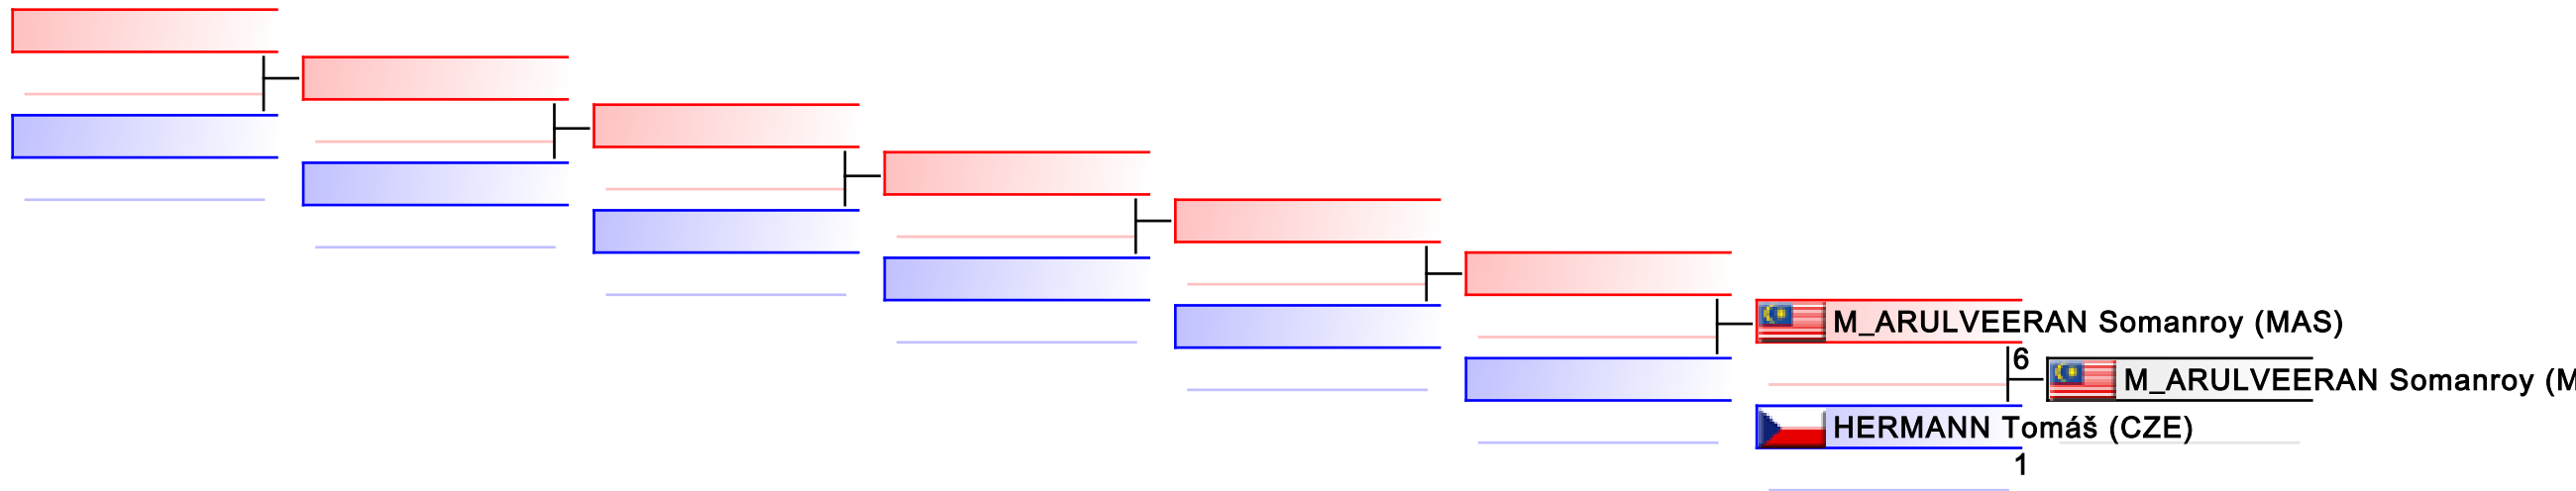 M_ARULVEERAN Somanroy (MAS)
6
M_ARULVEERAN Somanroy (M
HERMANN Tomáš (CZE)
1